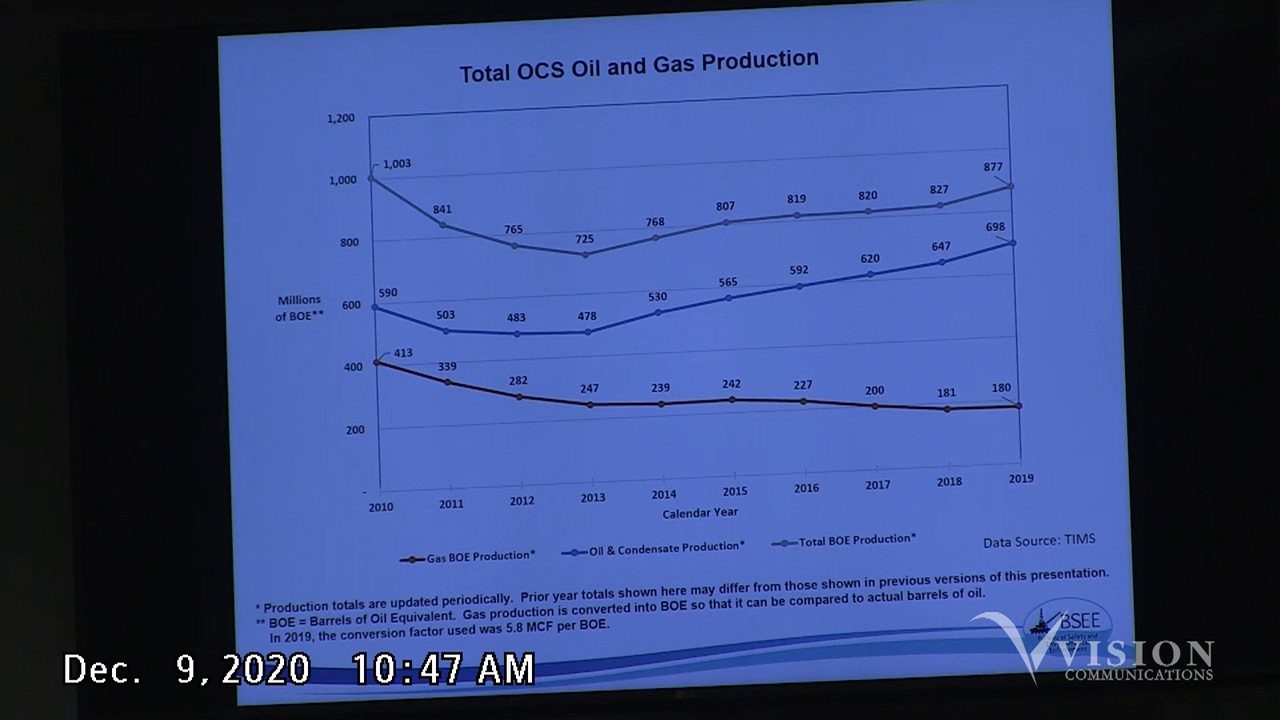 Total OCS Oil and Gas Production
1,200
1,000
800
600
400
200
-
Millions
of BOE**
1,003
841
765
725
768
807
819
820
827
877
590
503
483
478
530
565
592
620
647
698
413
339
282
247
239
242
227
200
181
180
2010 2011 2012 2013 2014 2015 2016 2017 2018 2019
Calendar Year
Gas BOE Production* Oil & Condensate Production* Total BOE Production*
Data Source: TIMS
* Production totals are updated periodically. Prior year totals shown here may differ from those shown in previous versions of this presentation.
** BOE = Barrels of Oil Equivalent. Gas production is converted into BOE so that it can be compared to actual barrels of oil.
In 2019, the conversion factor used was 5.8 MCF per BOE.
BSEE
VISION
COMMUNICATIONS
Dec. 9, 2020 10:47 AM